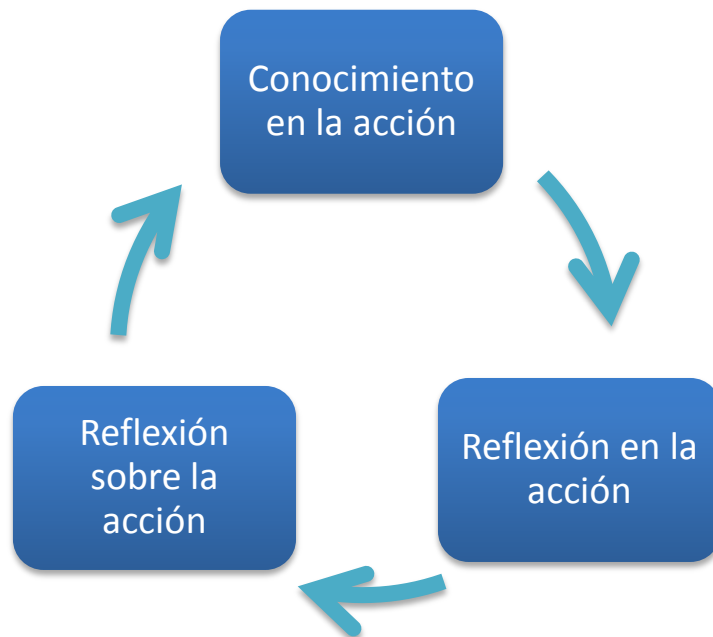 Conocimiento
en la acción
Reflexión en la
acción
Reflexión
sobre la
acción